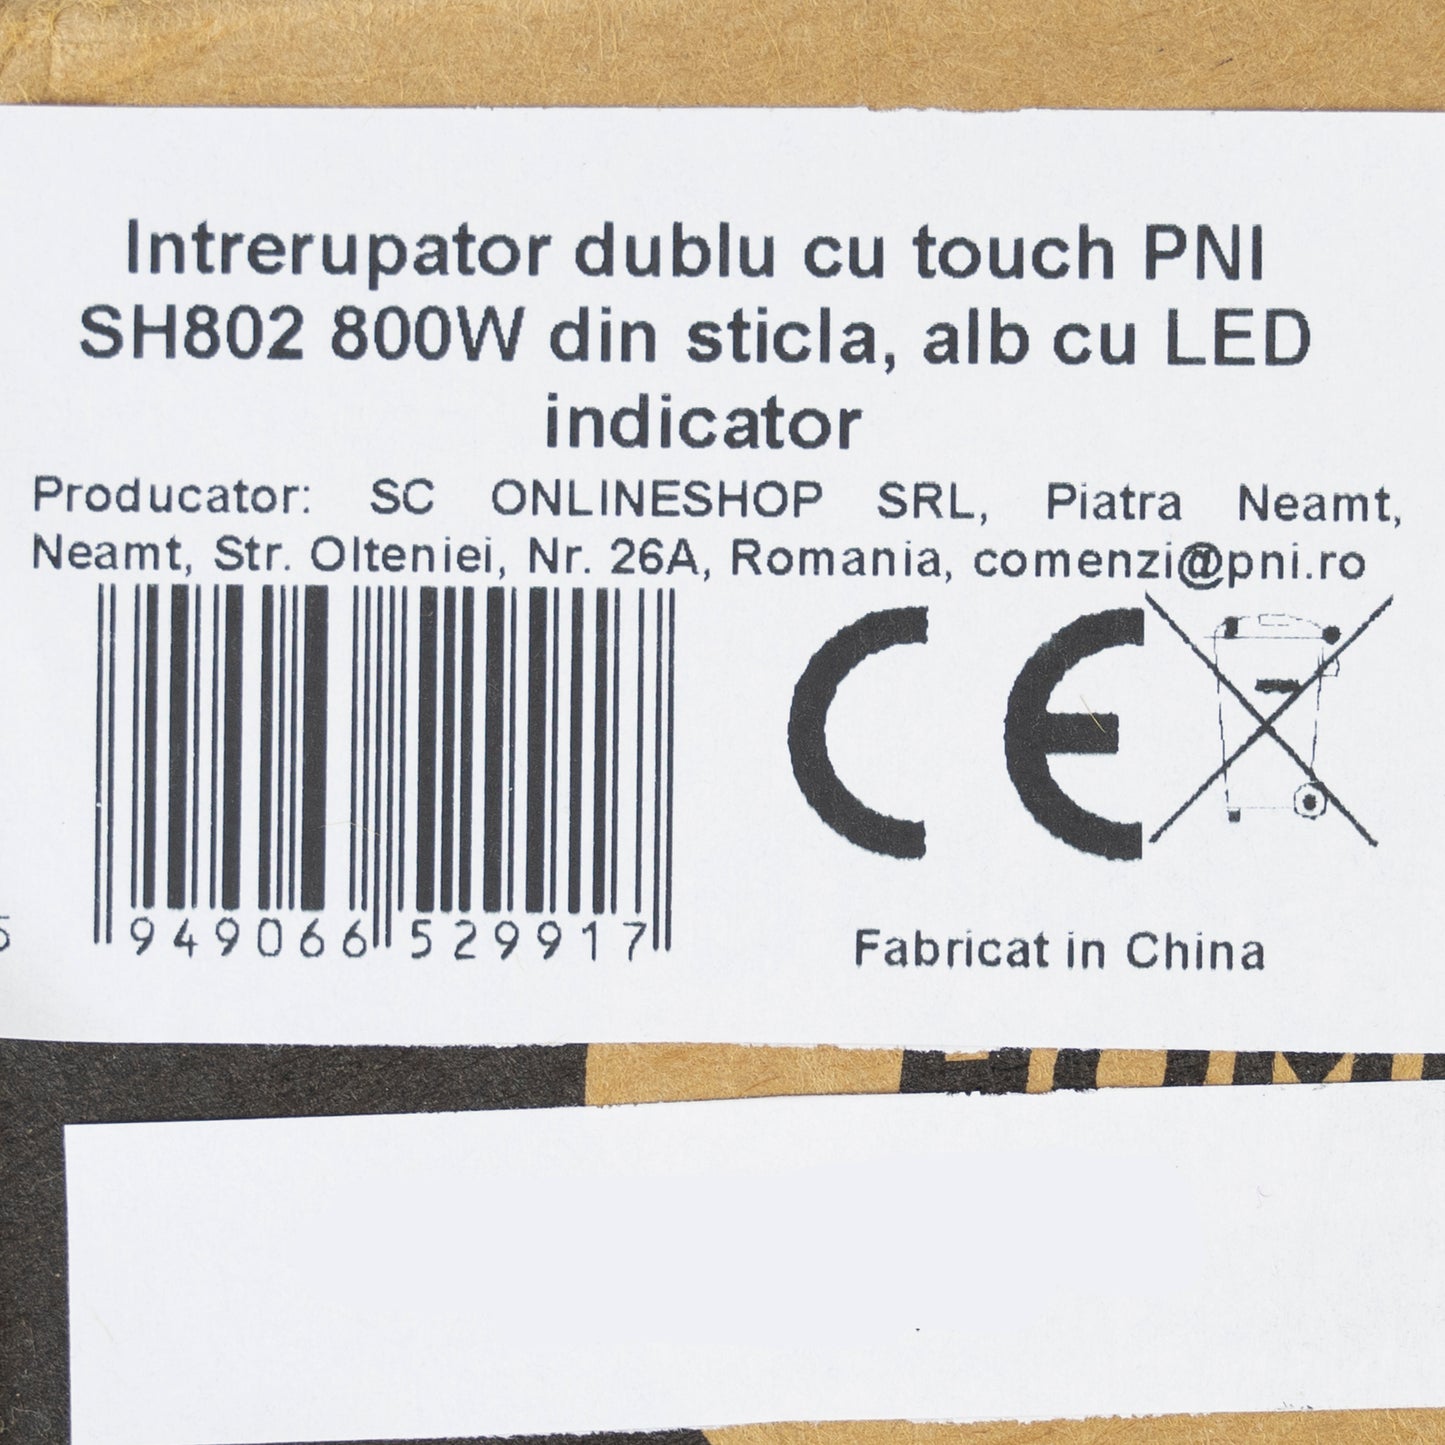 Intrerupator dublu cu touch PNI
SH802 800W din sticla, alb cu LED
indicator
Producator: SC ONLINESHOP SRL, Piatra Neamt,
Neamt, Str. Olteniei, Nr. 26A, Romania, comenzi@pni.ro
CE
5 949066 529917
Fabricat in China